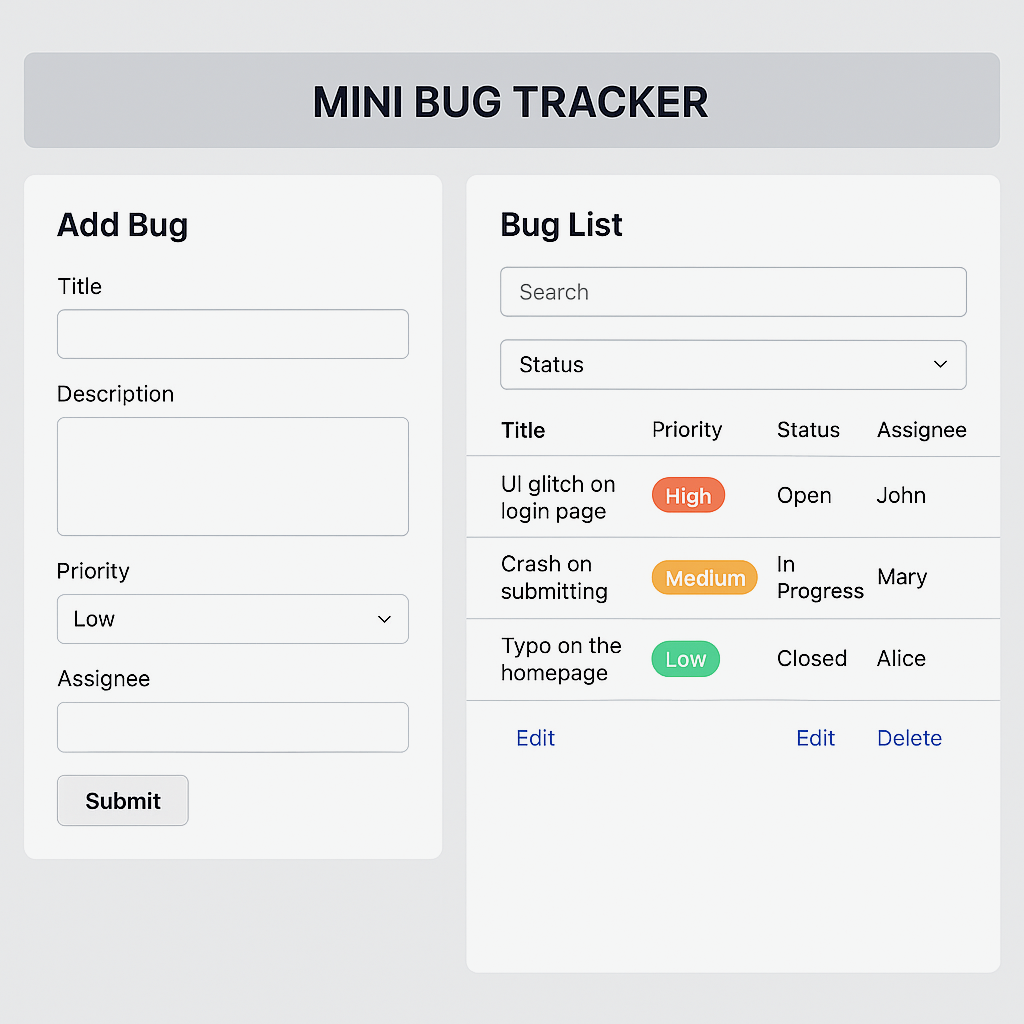 MINI BUG TRACKER
Add Bug
Title
Description
Priority
Low
Assignee
Submit
Bug List
Search
Status
Title Priority Status Assignee
UI glitch on
login page
High
Open
John
Crash on
submitting
Medium
In
Progress
Mary
Typo on the
homepage
Low
Closed
Alice
Edit Edit Delete